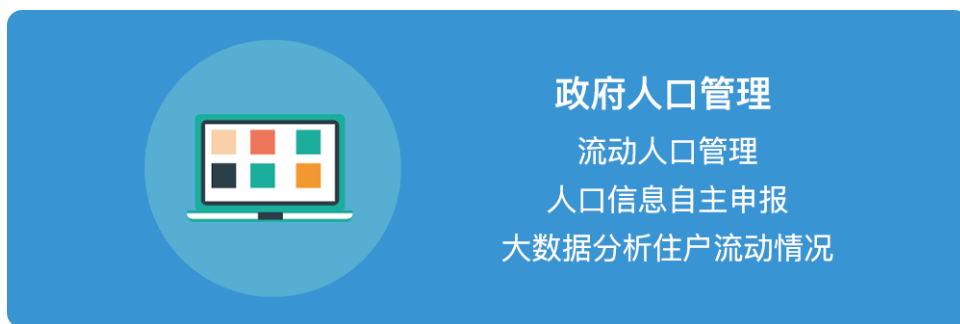 政府人口管理
流动人口管理
人口信息自主申报
大数据分析住户流动情况